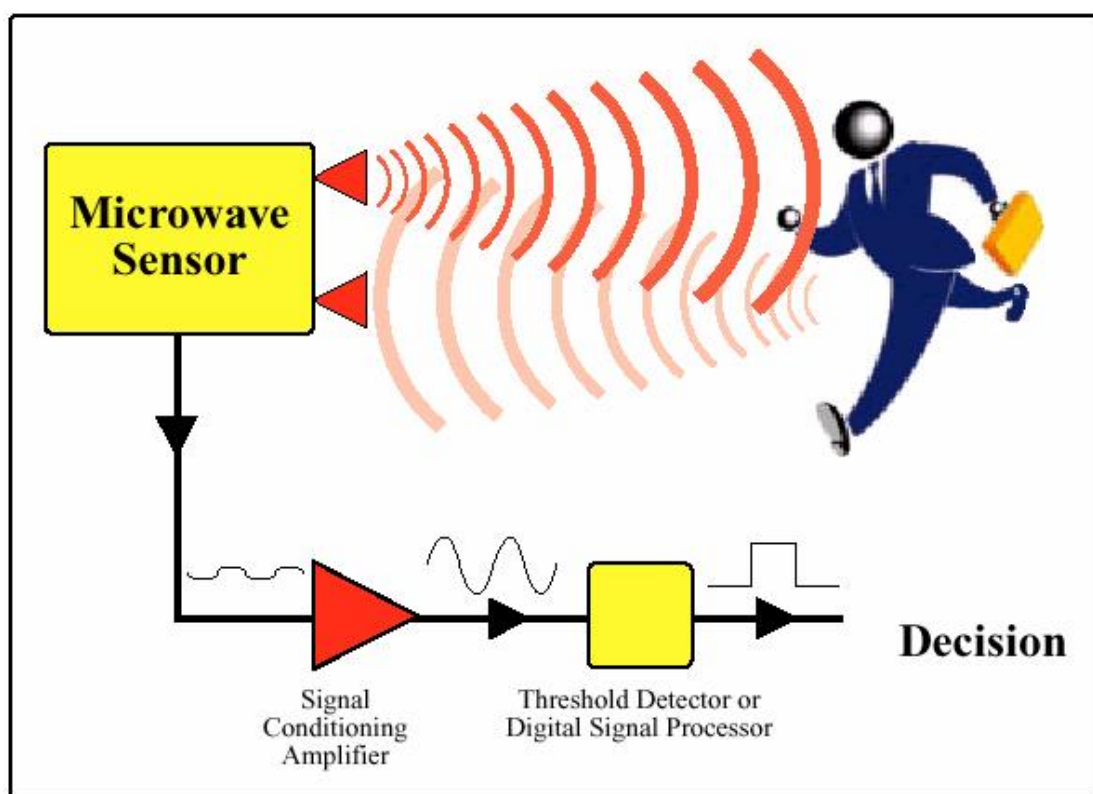 Microwave
Sensor
Decision
Signal
Conditioning
Amplifier
Threshold Detector or
Digital Signal Processor